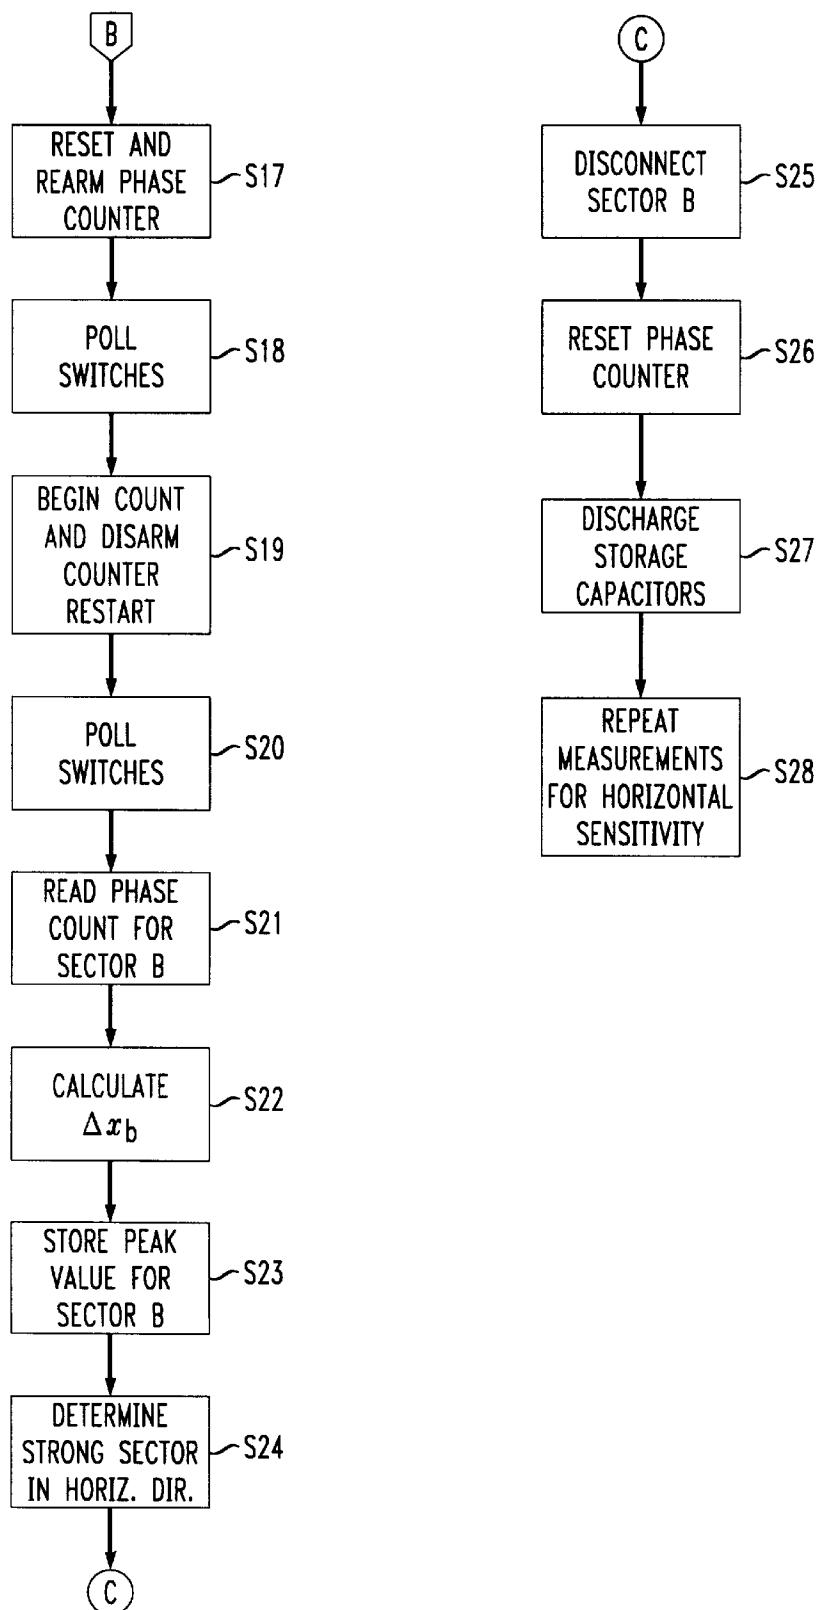 B
RESET AND
REARM PHASE
COUNTER
S17
POLL
SWITCHES
S18
BEGIN COUNT
AND DISARM
COUNTER
RESTART
S19
POLL
SWITCHES
S20
READ PHASE
COUNT FOR
SECTOR B
S21
CALCULATE
Δxb
S22
STORE PEAK
VALUE FOR
SECTOR B
S23
DETERMINE
STRONG SECTOR
IN HORIZ. DIR.
S24
C
C
DISCONNECT
SECTOR B
S25
RESET PHASE
COUNTER
S26
DISCHARGE
STORAGE
CAPACITORS
S27
REPEAT
MEASUREMENTS
FOR HORIZONTAL
SENSITIVITY
S28